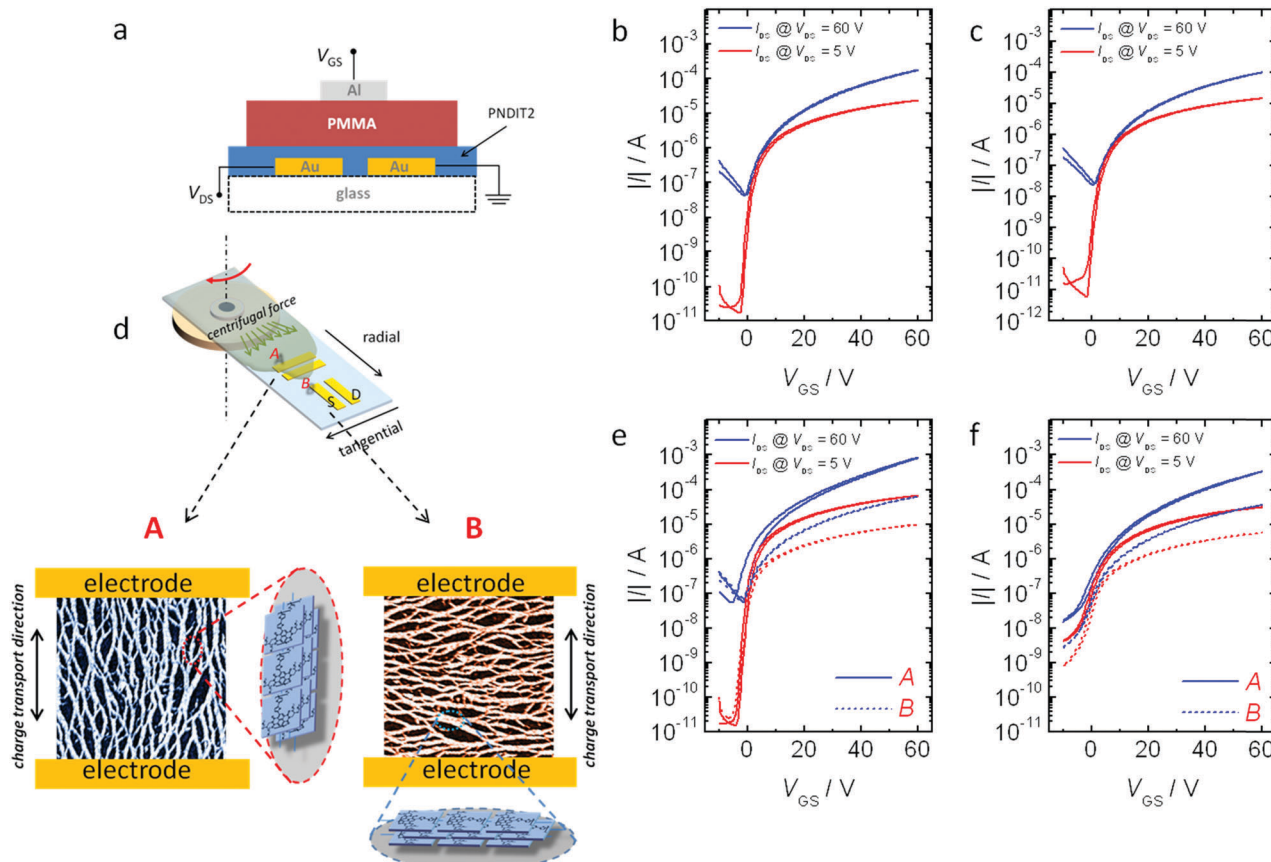 a
V_GS
Al
PMMA
PNDIT2
Au
Au
V_DS
glass
b
I_DS @ V_DS = 60 V
I_DS @ V_DS = 5 V
|I| / A
10^-3
10^-4
10^-5
10^-6
10^-7
10^-8
10^-9
10^-10
10^-11
0
20
40
60
V_GS / V
c
I_DS @ V_DS = 60 V
I_DS @ V_DS = 5 V
|I| / A
10^-3
10^-4
10^-5
10^-6
10^-7
10^-8
10^-9
10^-10
10^-11
10^-12
0
20
40
60
V_GS / V
d
centrifugal force
radial
A
B
S
D
tangential
A
B
electrode
electrode
charge transport direction
electrode
electrode
charge transport direction
e
I_DS @ V_DS = 60 V
I_DS @ V_DS = 5 V
|I| / A
10^-3
10^-4
10^-5
10^-6
10^-7
10^-8
10^-9
10^-10
10^-11
A
B
0
20
40
60
V_GS / V
f
I_DS @ V_DS = 60 V
I_DS @ V_DS = 5 V
|I| / A
10^-3
10^-4
10^-5
10^-6
10^-7
10^-8
10^-9
10^-10
10^-11
A
B
0
20
40
60
V_GS / V